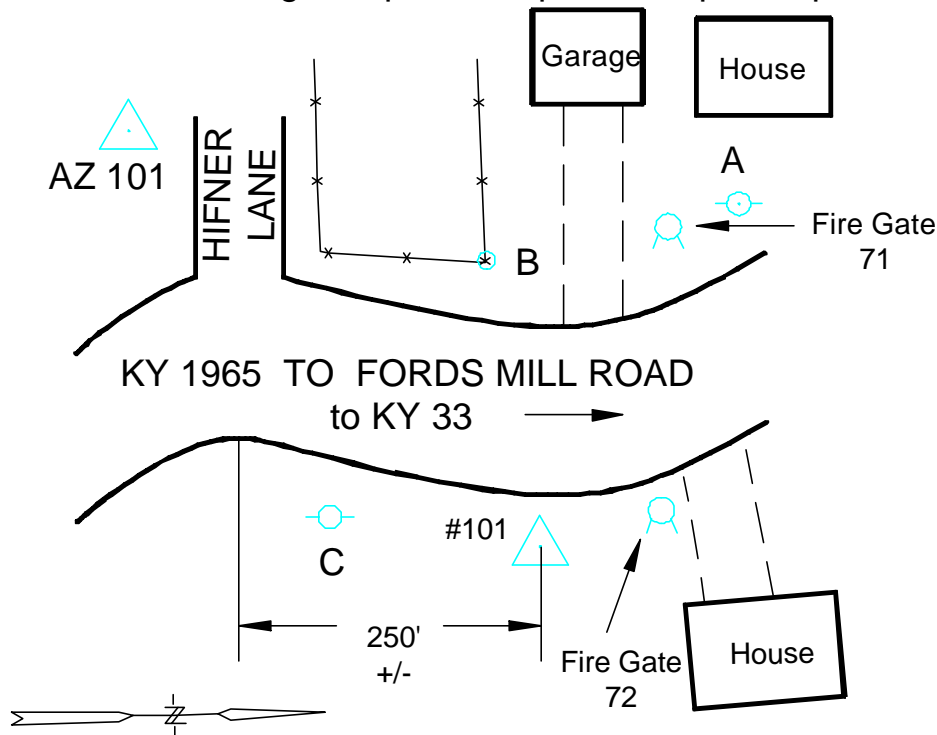 Garage
House
AZ 101
HIFNER
LANE
A
B
Fire Gate
71
KY 1965 TO FORDS MILL ROAD
to KY 33
#101
C
250'
+/-
Fire Gate
72
House
N